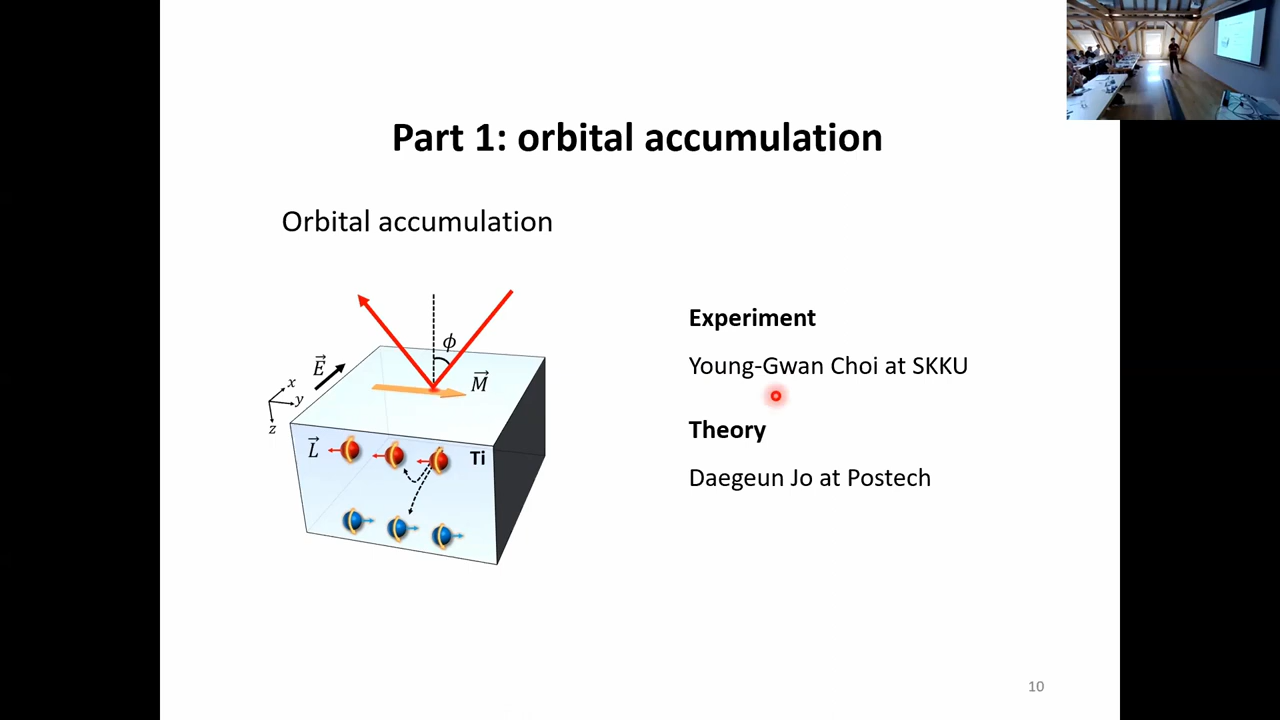 Part 1: orbital accumulation
Orbital accumulation
ϕ
E⃗
M⃗
x
y
z
L⃗
Ti
Experiment
Young-Gwan Choi at SKKU
Theory
Daegeun Jo at Postech
10